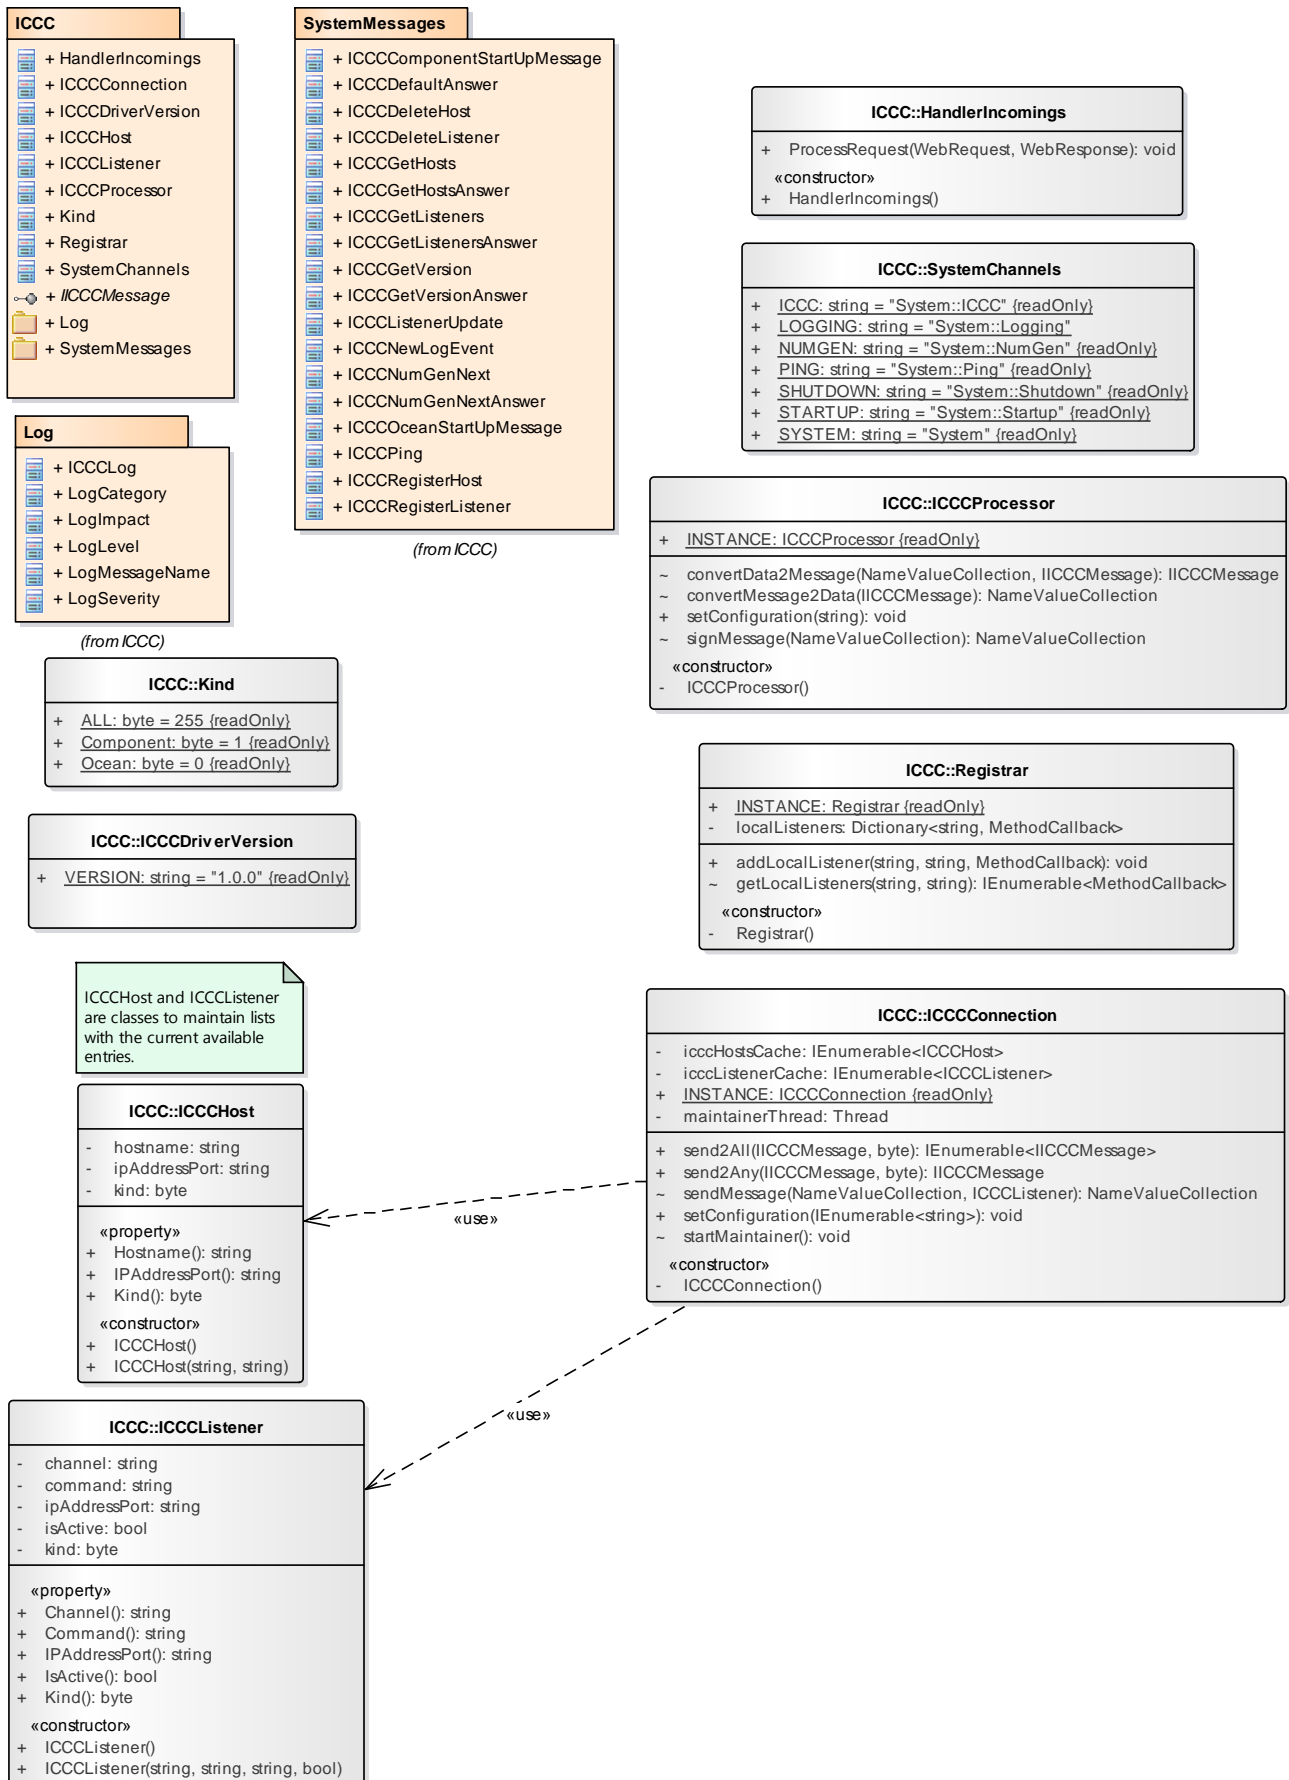 ICCC
+ HandlerIncomings
+ ICCCConnection
+ ICCCDriverVersion
+ ICCCHost
+ ICCCListener
+ ICCCProcessor
+ Kind
+ Registrar
+ SystemChannels
+ IICCCMessage
+ Log
+ SystemMessages
Log
+ ICCCLog
+ LogCategory
+ LogImpact
+ LogLevel
+ LogMessageName
+ LogSeverity
(from ICCC)
SystemMessages
+ ICCCComponentStartUpMessage
+ ICCCDefaultAnswer
+ ICCCDeleteHost
+ ICCCDeleteListener
+ ICCCGetHosts
+ ICCCGetHostsAnswer
+ ICCCGetListeners
+ ICCCGetListenersAnswer
+ ICCCGetVersion
+ ICCCGetVersionAnswer
+ ICCCListenerUpdate
+ ICCCNewLogEvent
+ ICCCNumGenNext
+ ICCCNumGenNextAnswer
+ ICCCOceanStartUpMessage
+ ICCCPing
+ ICCCRegisterHost
+ ICCCRegisterListener
(from ICCC)
ICCC::Kind
+ ALL: byte = 255 {readOnly}
+ Component: byte = 1 {readOnly}
+ Ocean: byte = 0 {readOnly}
ICCC::ICCCDriverVersion
+ VERSION: string = "1.0.0" {readOnly}
ICCCHost and ICCCListener
are classes to maintain lists
with the current available
entries.
ICCC::ICCCHost
- hostname: string
- ipAddressPort: string
- kind: byte
«property»
+ Hostname(): string
+ IPAddressPort(): string
+ Kind(): byte
«constructor»
+ ICCCHost()
+ ICCCHost(string, string)
ICCC::ICCCListener
- channel: string
- command: string
- ipAddressPort: string
- isActive: bool
- kind: byte
«property»
+ Channel(): string
+ Command(): string
+ IPAddressPort(): string
+ IsActive(): bool
+ Kind(): byte
«constructor»
+ ICCCListener()
+ ICCCListener(string, string, string, bool)
ICCC::HandlerIncomings
+ ProcessRequest(WebRequest, WebResponse): void
«constructor»
+ HandlerIncomings()
ICCC::SystemChannels
+ ICCC: string = "System::ICCC" {readOnly}
+ LOGGING: string = "System::Logging"
+ NUMGEN: string = "System::NumGen" {readOnly}
+ PING: string = "System::Ping" {readOnly}
+ SHUTDOWN: string = "System::Shutdown" {readOnly}
+ STARTUP: string = "System::Startup" {readOnly}
+ SYSTEM: string = "System" {readOnly}
ICCC::ICCCProcessor
+ INSTANCE: ICCCProcessor {readOnly}
~ convertData2Message(NameValueCollection, IICCCMessage): IICCCMessage
~ convertMessage2Data(IICCCMessage): NameValueCollection
+ setConfiguration(string): void
~ signMessage(NameValueCollection): NameValueCollection
«constructor»
- ICCCProcessor()
ICCC::Registrar
+ INSTANCE: Registrar {readOnly}
- localListeners: Dictionary<string, MethodCallback>
+ addLocalListener(string, string, MethodCallback): void
~ getLocalListeners(string, string): IEnumerable<MethodCallback>
«constructor»
- Registrar()
ICCC::ICCCConnection
- icccHostsCache: IEnumerable<ICCCHost>
- icccListenerCache: IEnumerable<ICCCListener>
+ INSTANCE: ICCCConnection {readOnly}
- maintainerThread: Thread
+ send2All(IICCCMessage, byte): IEnumerable<IICCCMessage>
+ send2Any(IICCCMessage, byte): IICCCMessage
~ sendMessage(NameValueCollection, ICCCListener): NameValueCollection
+ setConfiguration(IEnumerable<string>): void
~ startMaintainer(): void
«constructor»
- ICCCConnection()
«use»
«use»